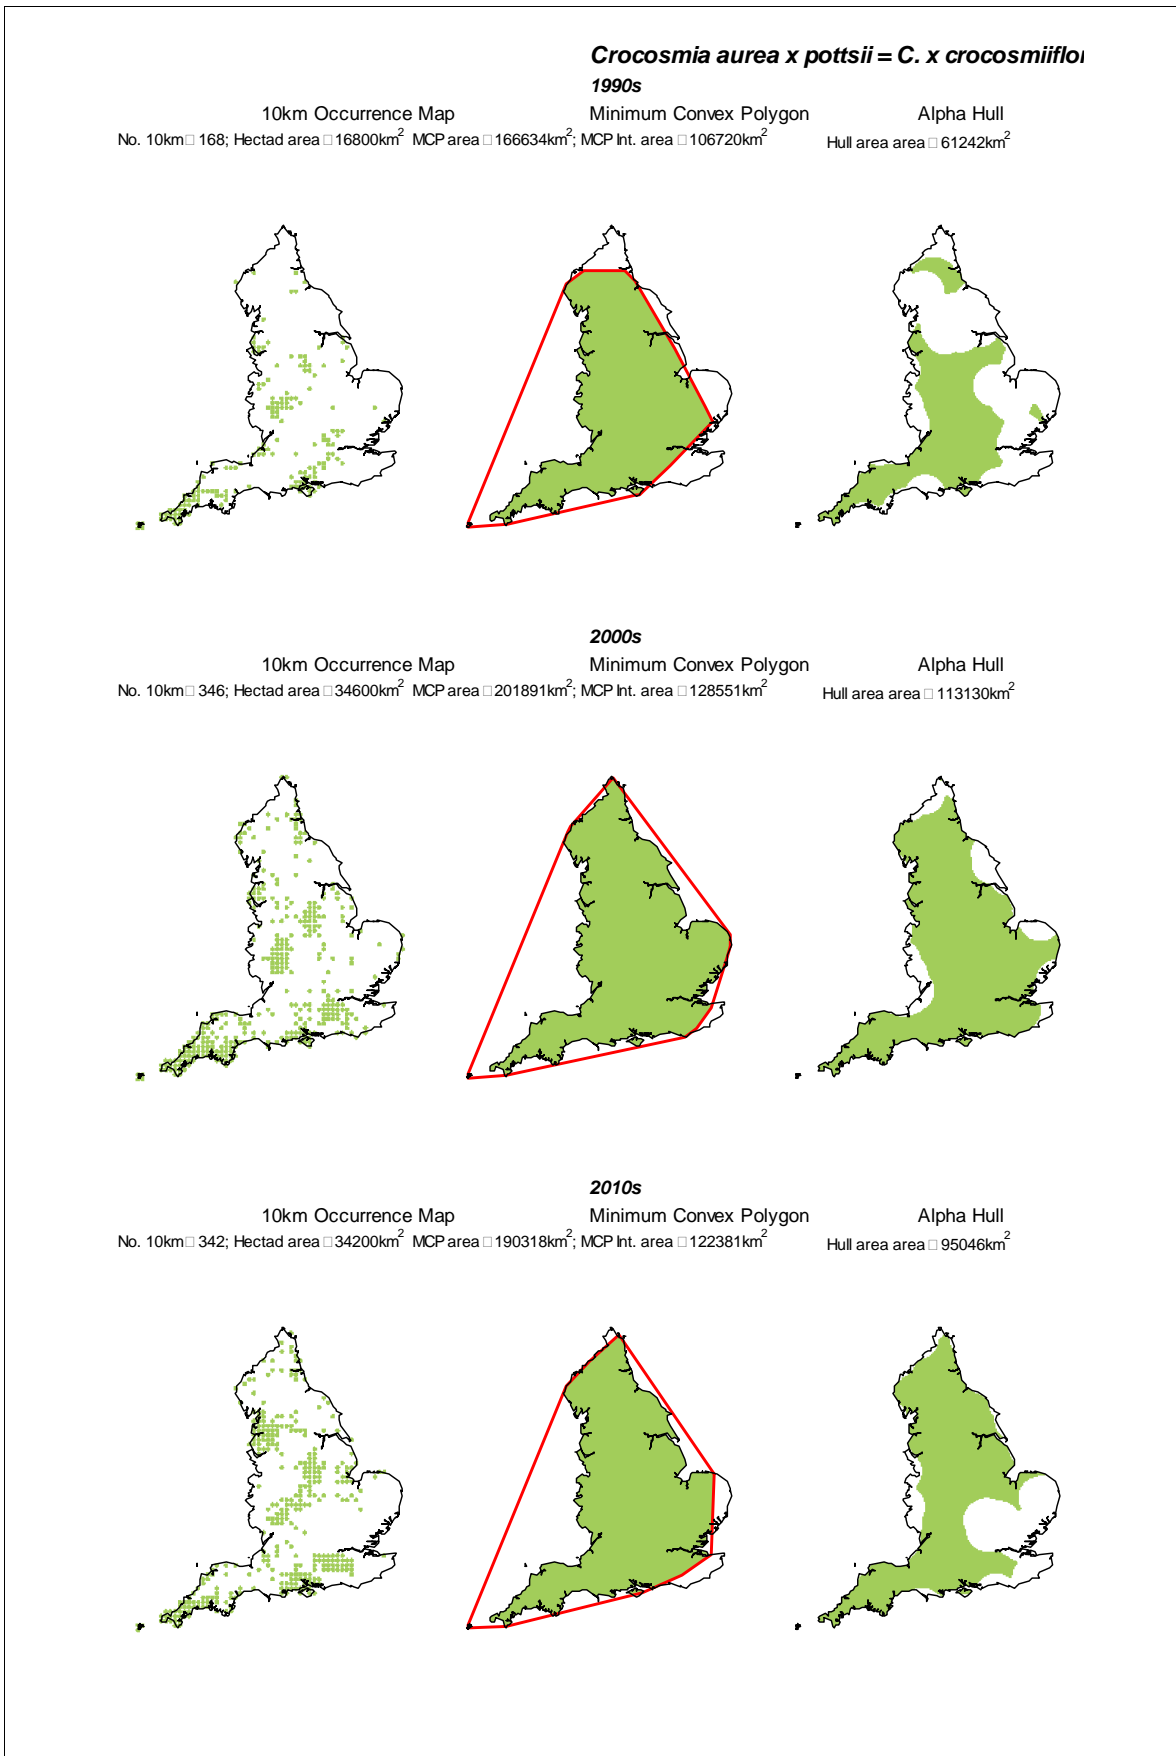 Crocosmia aurea x pottsii = C. x crocosmiiflor
1990s
10km Occurrence Map Minimum Convex Polygon Alpha Hull
No. 10km□168; Hectad area □16800km² MCP area □166634km²; MCP Int. area □106720km² Hull area area □ 61242km²
2000s
10km Occurrence Map Minimum Convex Polygon Alpha Hull
No. 10km□346; Hectad area □34600km² MCP area □201891km²; MCP Int. area □128551km² Hull area area □ 113130km²
2010s
10km Occurrence Map Minimum Convex Polygon Alpha Hull
No. 10km□342; Hectad area □34200km² MCP area □190318km²; MCP Int. area □122381km² Hull area area □ 95046km²